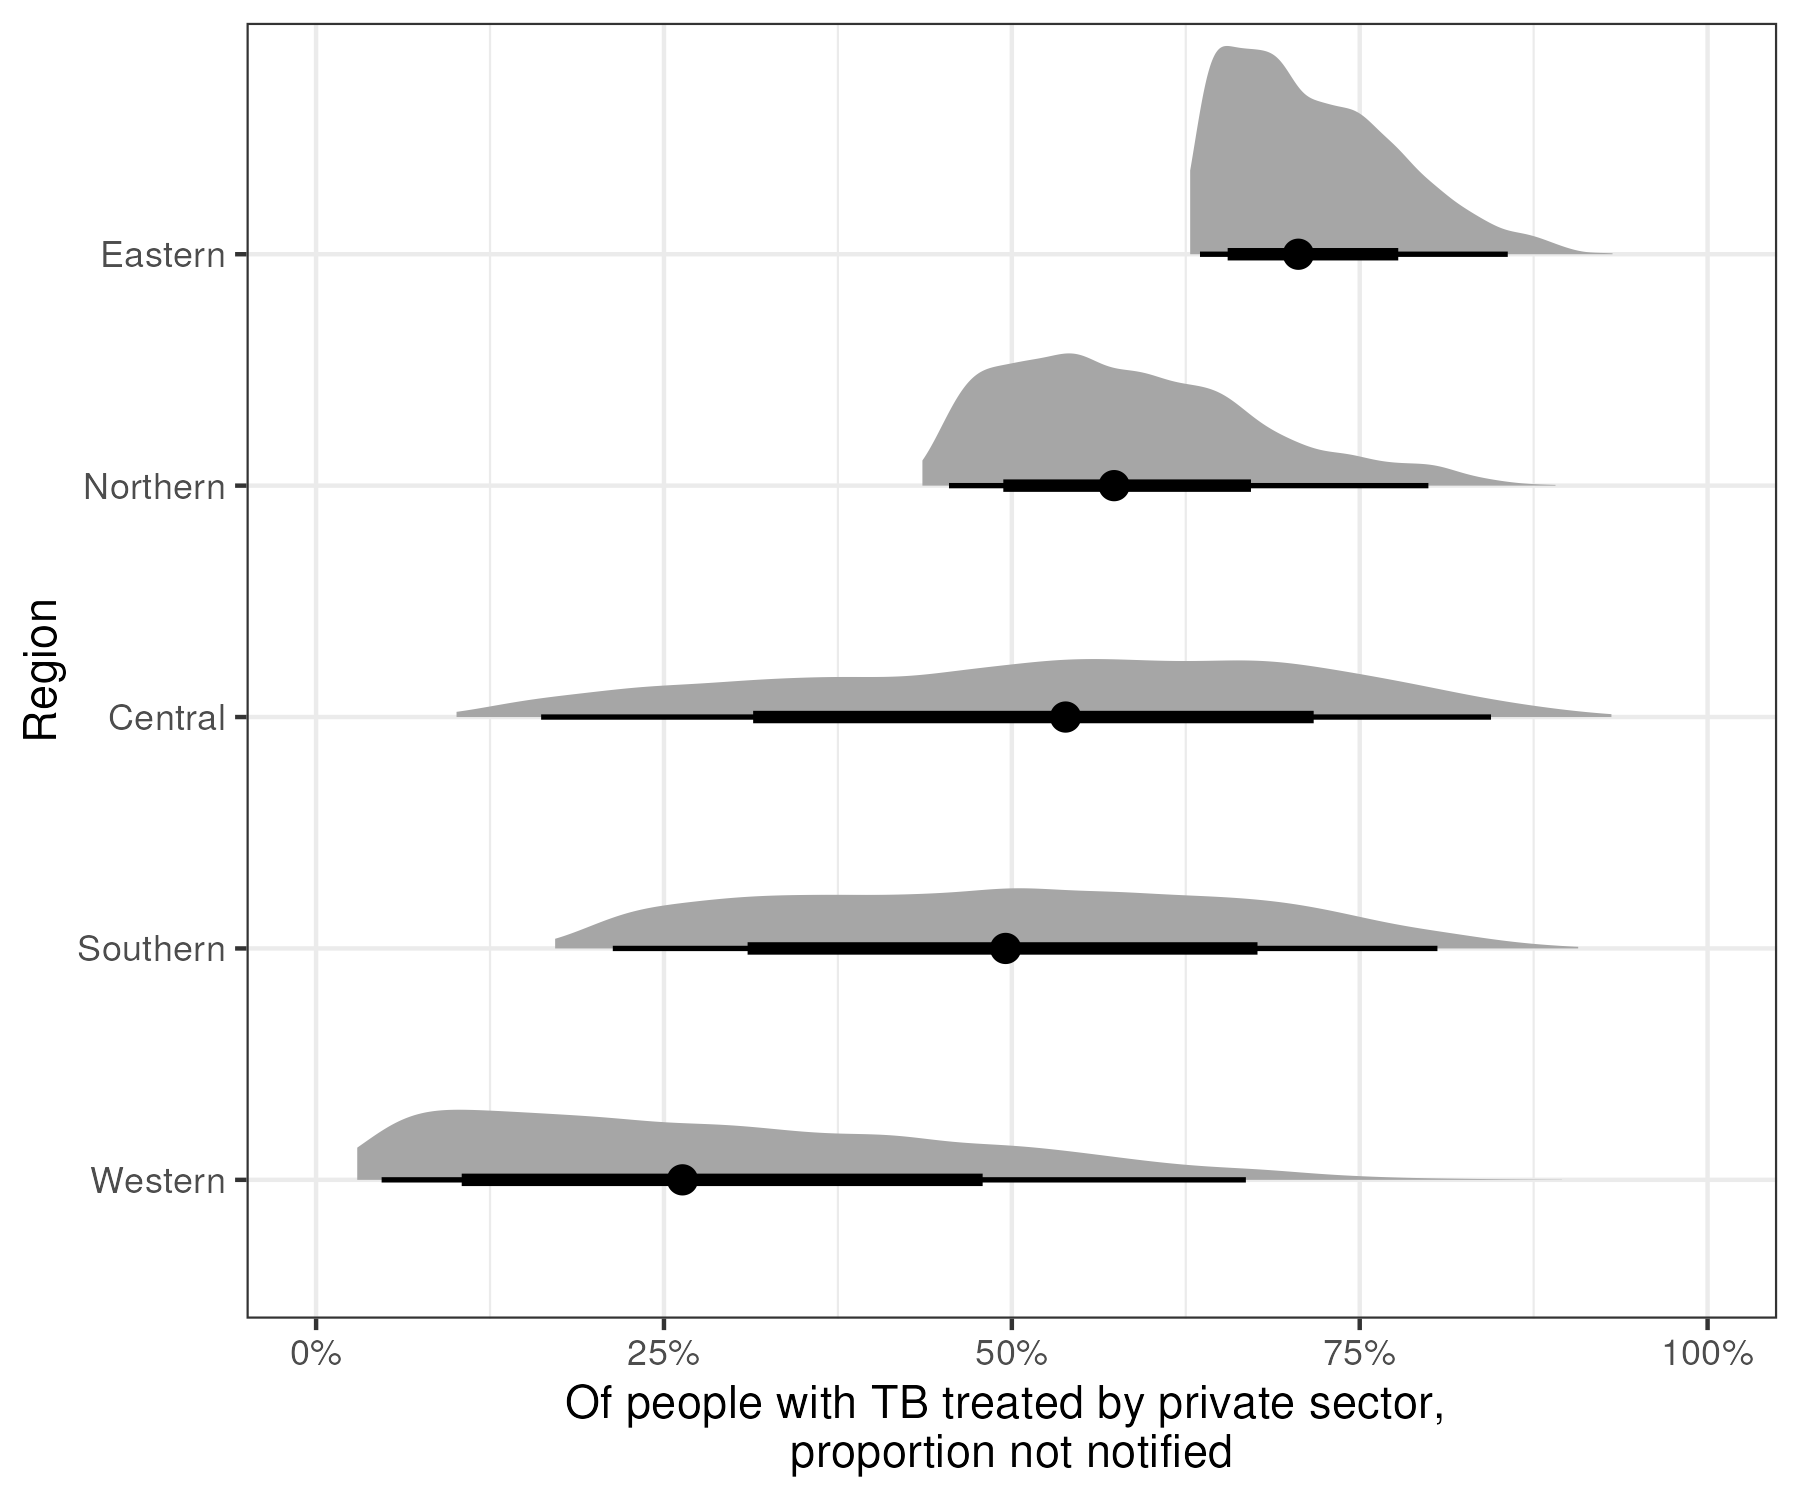 Region
Eastern
Northern
Central
Southern
Western
0% 25% 50% 75% 100%
Of people with TB treated by private sector,
proportion not notified